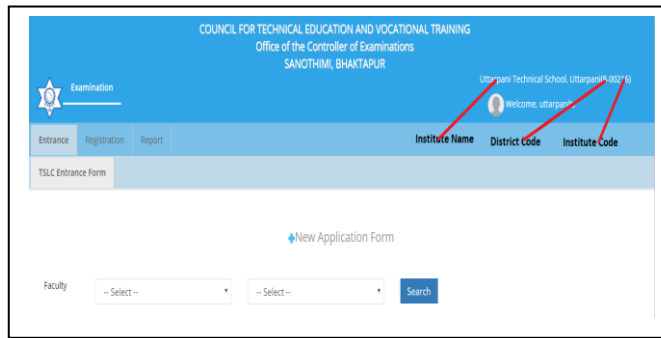 COUNCIL FOR TECHNICAL EDUCATION AND VOCATIONAL TRAINING
Office of the Controller of Examinations
SANOTHIMI, BHAKTAPUR
Uttarpani Technical School, Uttarpani(8-00216)
Examination
Welcome,
Entrance Registration Report Institute Name District Code Institute Code
TSLC Entrance Form
New Application Form
Faculty -- Select -- -- Select -- Search